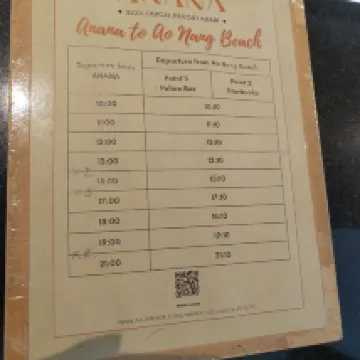 ANANA
ECOLOGICAL RESORT KRABI
Anana to Ao Nang Beach
Departure from ANANA
Departure from Ao Nang Beach
Point 1: Police Box
Point 2: Starbucks
10:00 10:30
11:00 11:30
12:00 12:30
13:00 13:30
15:00 15:30
17:00 17:30
18:00 18:30
19:00 19:30
21:00 21:30